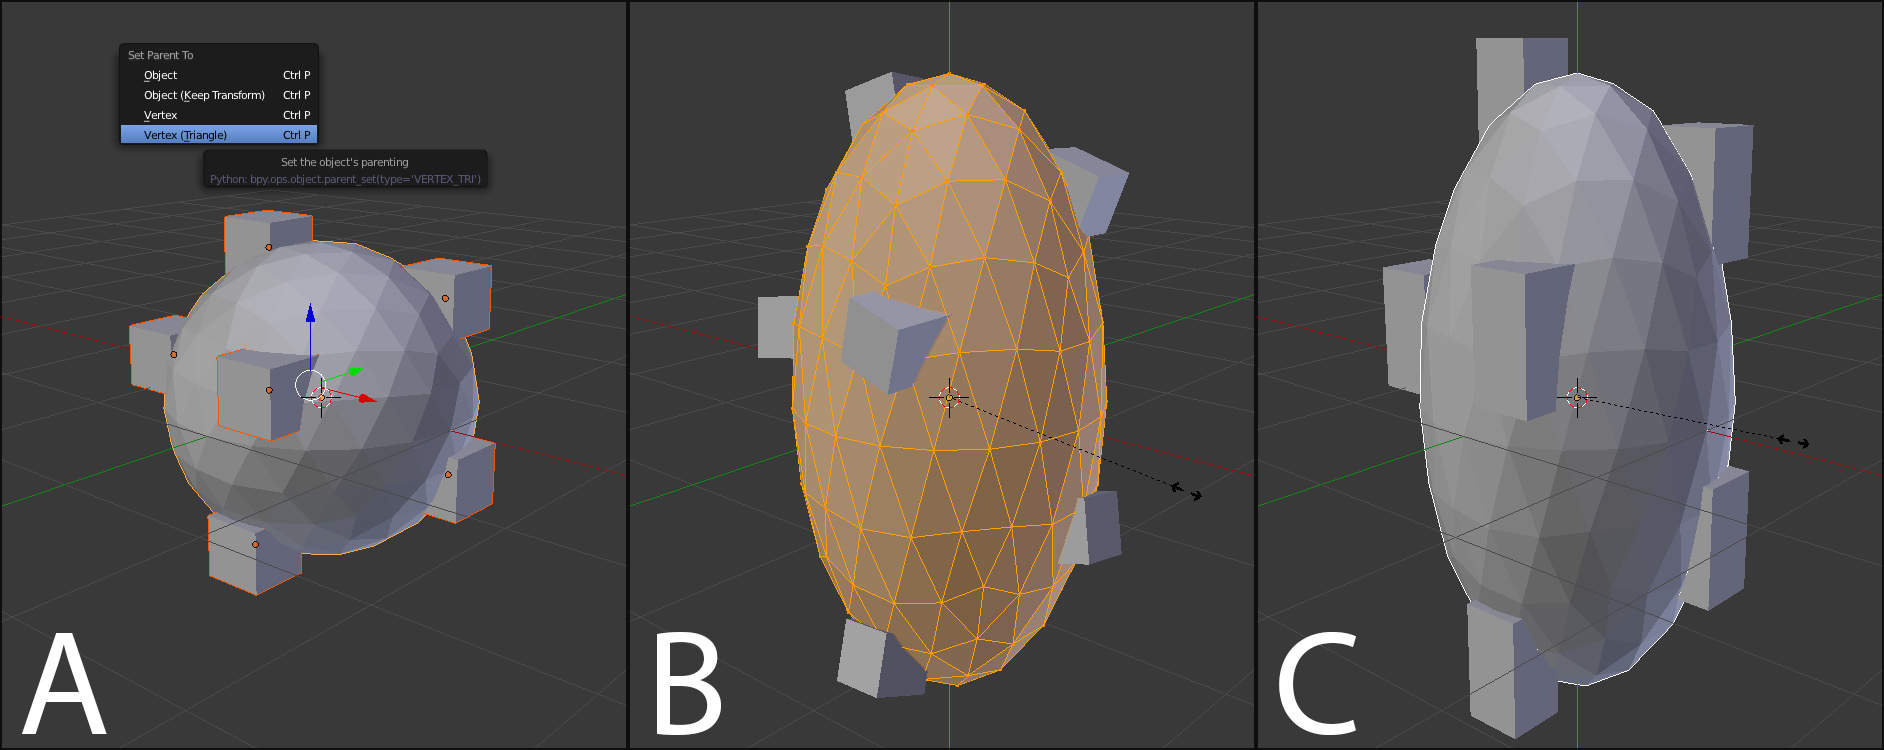 Set Parent To
Object Ctrl P
Object (Keep Transform) Ctrl P
Vertex Ctrl P
Vertex (Triangle) Ctrl P
Set the object's parenting
Python: bpy.ops.object.parent_set(type='VERTEX_TRI')
A B C